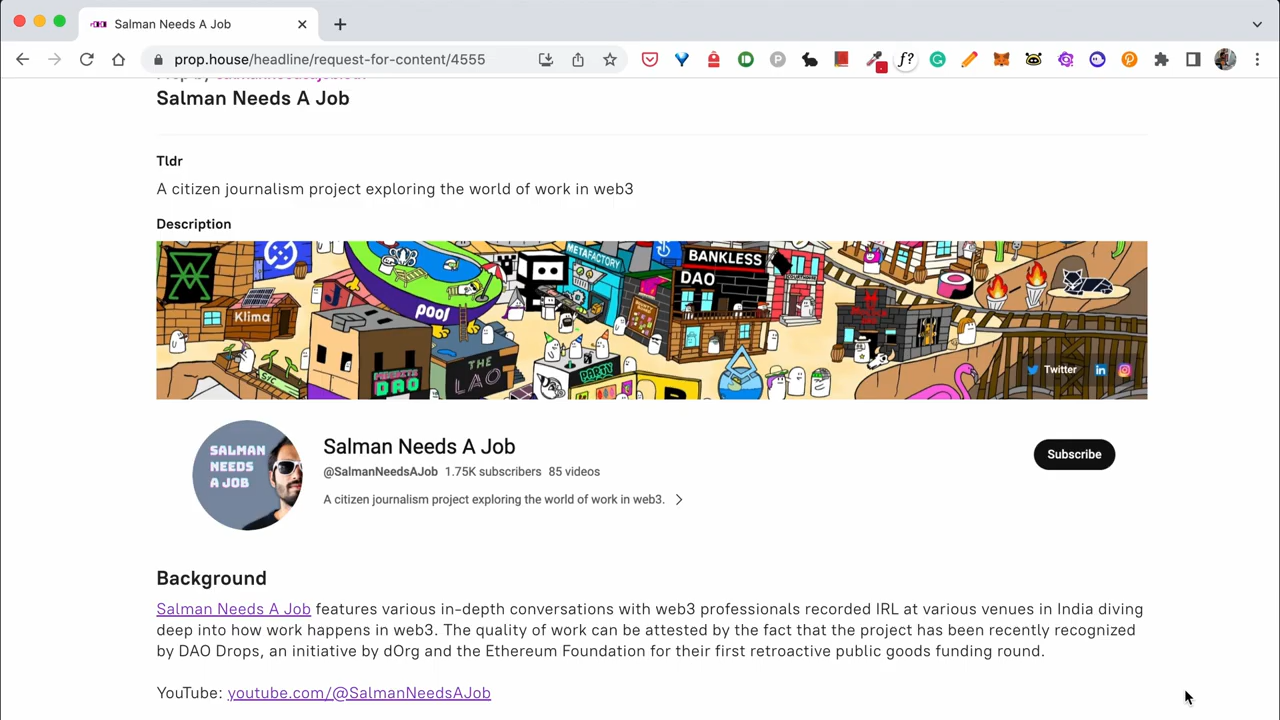 Salman Needs A Job
prop.house/headline/request-for-content/4555
Salman Needs A Job
Tldr
A citizen journalism project exploring the world of work in web3
Description
METAFACTORY
BANKLESS
DAO
Klima
pool
THE
LAO
PARTY
DAO
GTC
Twitter
SALMAN
NEEDS
A JOB
Salman Needs A Job
@SalmanNeedsAJob 1.75K subscribers 85 videos
Subscribe
A citizen journalism project exploring the world of work in web3.
Background
Salman Needs A Job features various in-depth conversations with web3 professionals recorded IRL at various venues in India diving
deep into how work happens in web3. The quality of work can be attested by the fact that the project has been recently recognized
by DAO Drops, an initiative by dOrg and the Ethereum Foundation for their first retroactive public goods funding round.
YouTube: youtube.com/@SalmanNeedsAJob